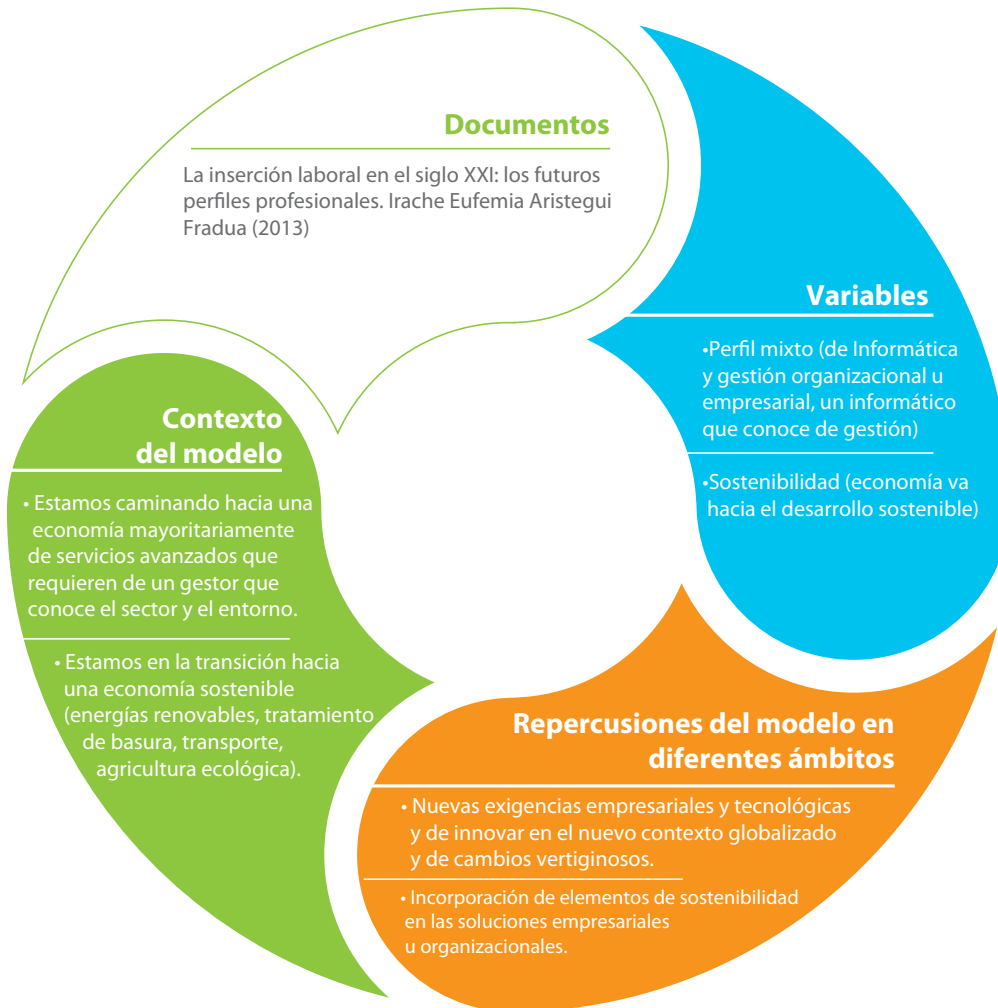 Documentos
La inserción laboral en el siglo XXI: los futuros
perfiles profesionales. Irache Eufemia Aristegui
Fradua (2013)
Variables
•Perfil mixto (de Informática
y gestión organizacional u
empresarial, un informático
que conoce de gestión)
•Sostenibilidad (economía va
hacia el desarrollo sostenible)
Repercusiones del modelo en
diferentes ámbitos
• Nuevas exigencias empresariales y tecnológicas
y de innovar en el nuevo contexto globalizado
y de cambios vertiginosos.
• Incorporación de elementos de sostenibilidad
en las soluciones empresariales
u organizacionales.
Contexto
del modelo
• Estamos caminando hacia una
economía mayoritariamente
de servicios avanzados que
requieren de un gestor que
conoce el sector y el entorno.
• Estamos en la transición hacia
una economía sostenible
(energías renovables, tratamiento
de basura, transporte,
agricultura ecológica).